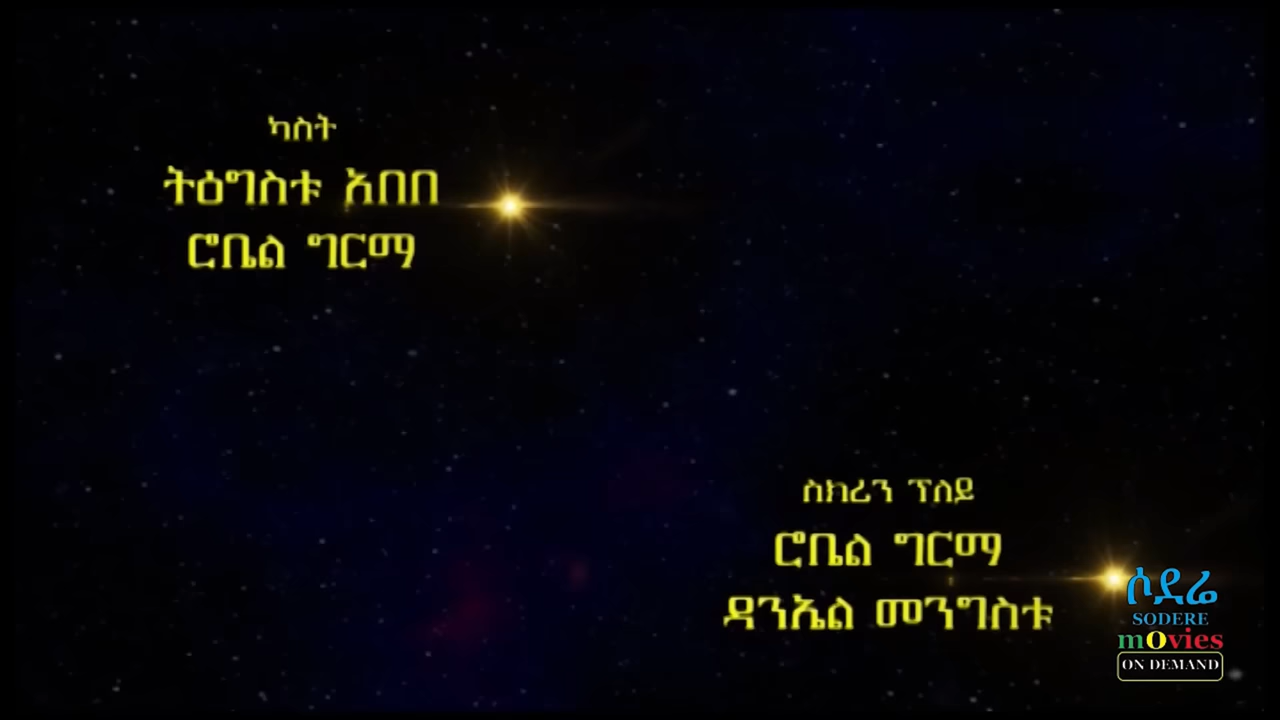 ካስት
ትዕግስቱ አበበ
ሮቤል ግርማ
ስክሪን ፕለይ
ሮቤል ግርማ
ዳንኤል መንግስቱ
ሶደሬ
SODERE
mOvies
ON DEMAND